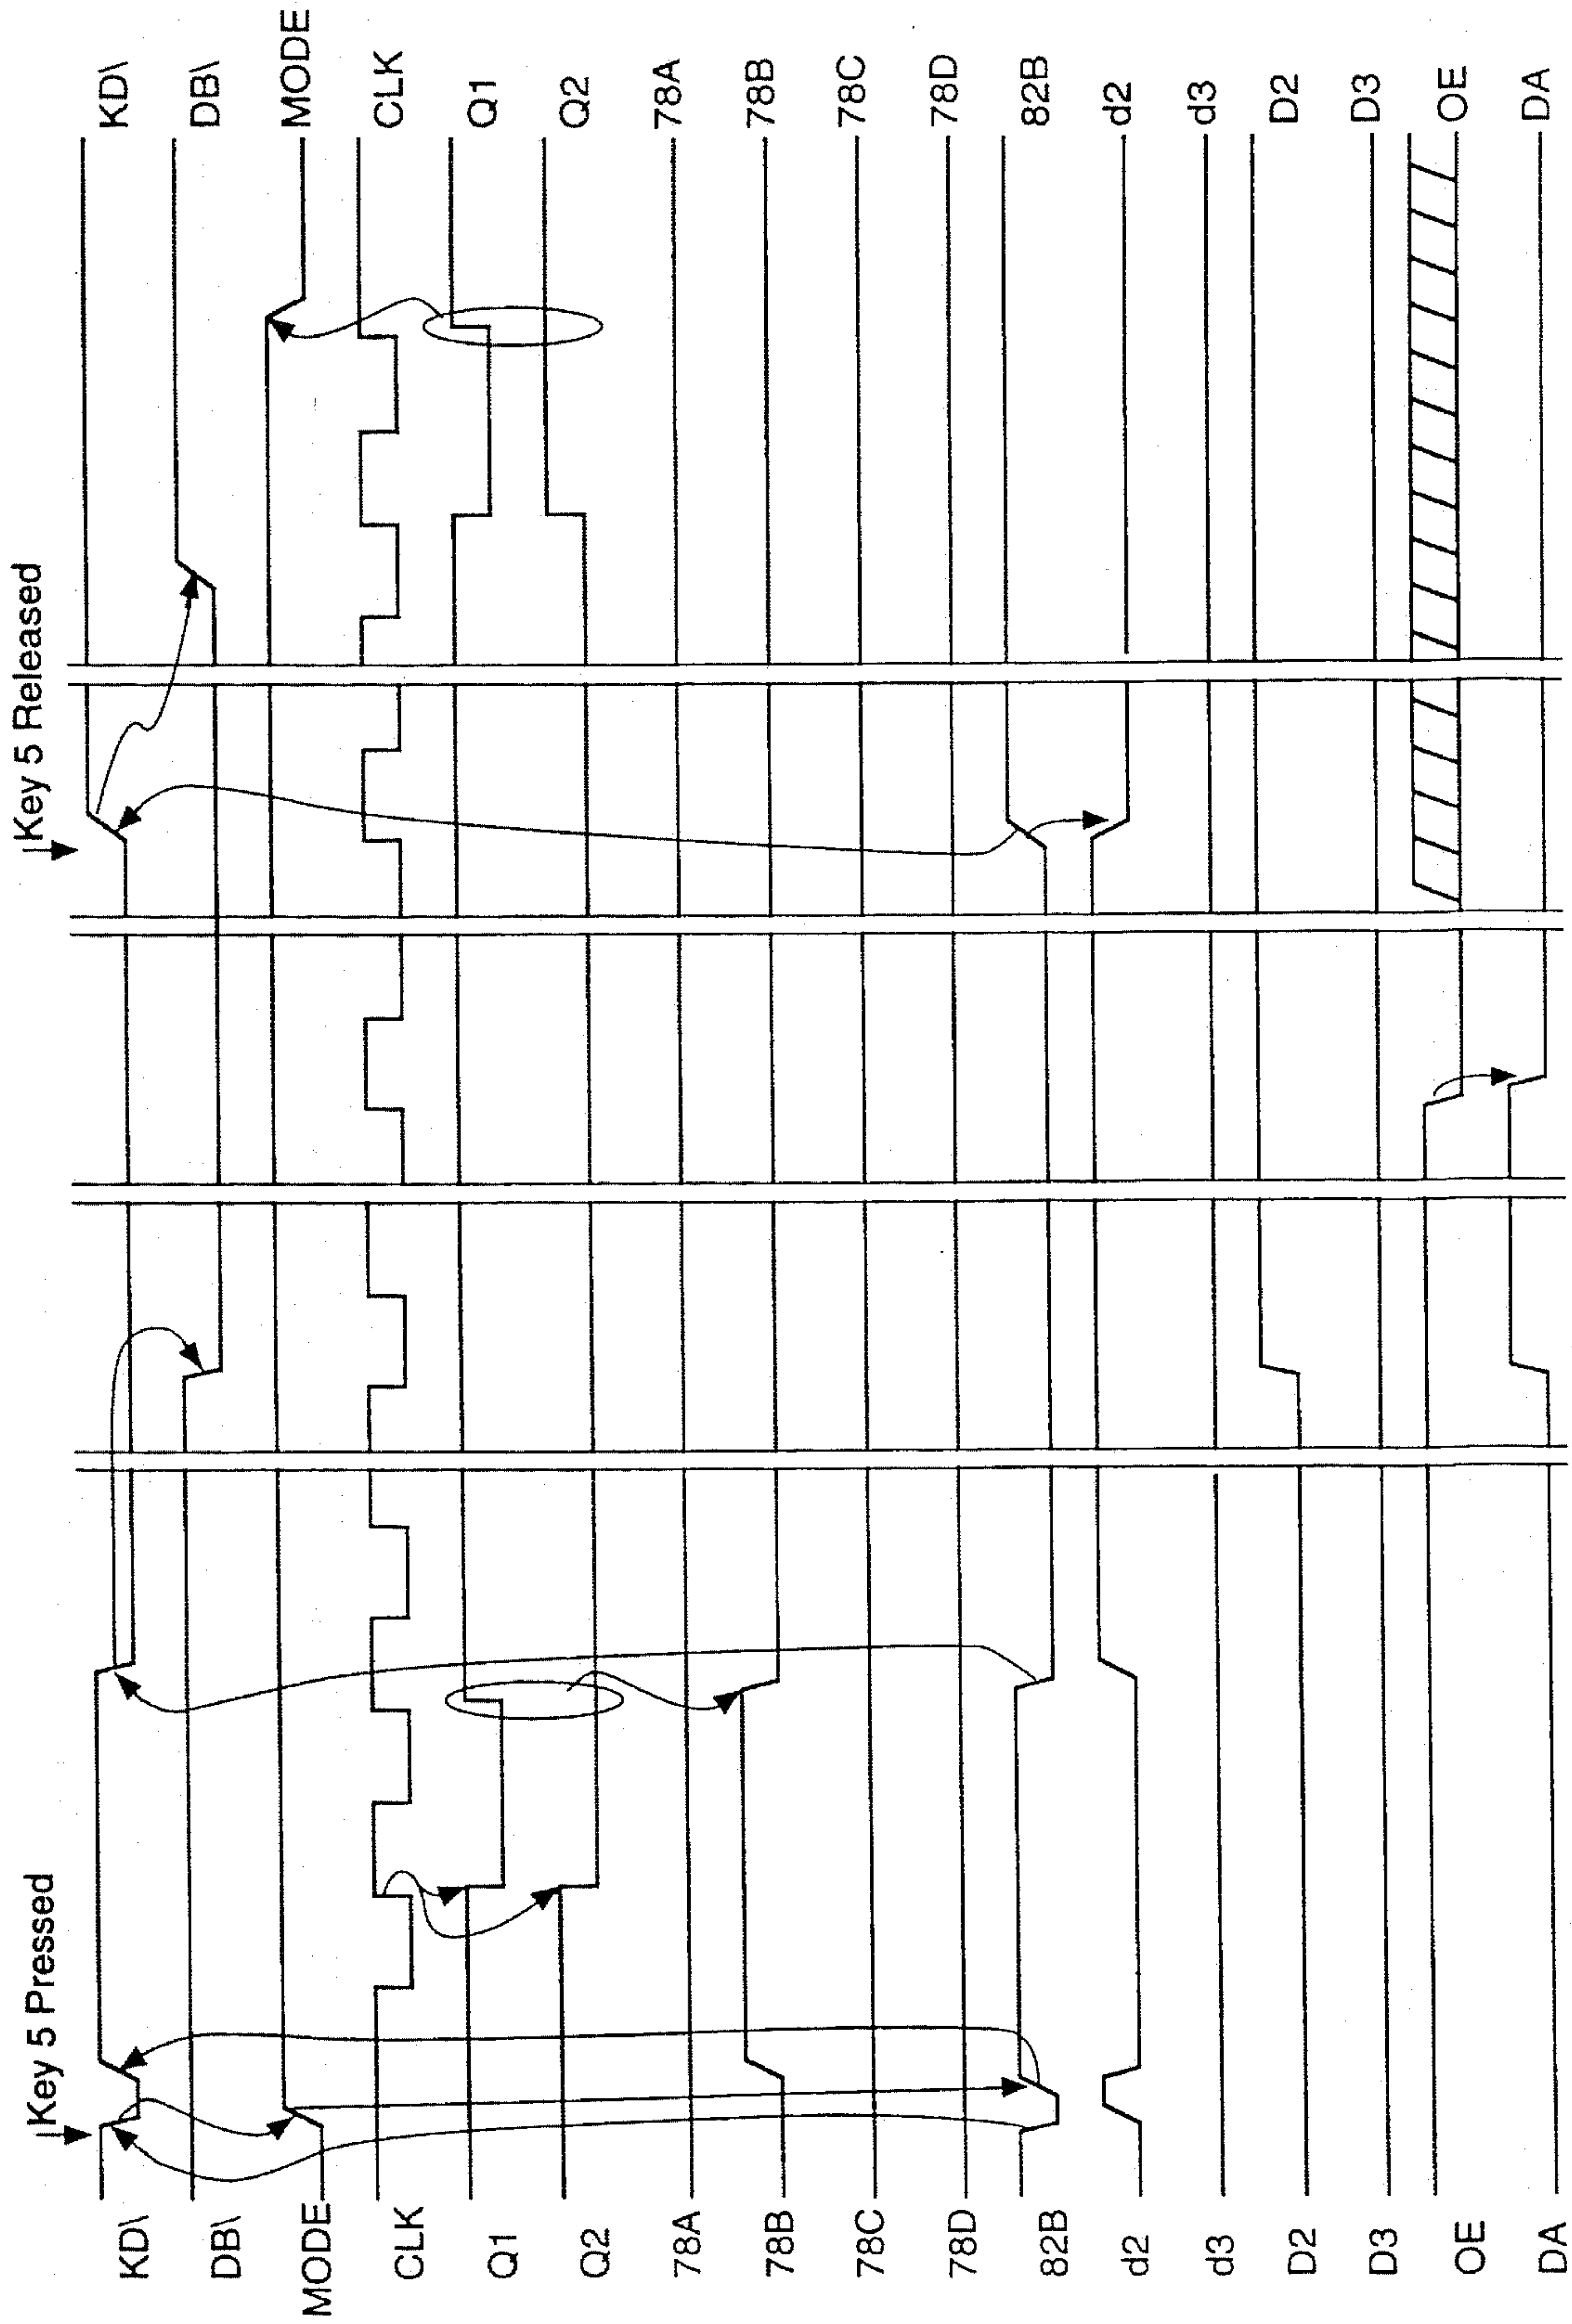 Key 5 Pressed
Key 5 Released
KD\
DB\
MODE
CLK
Q1
Q2
78A
78B
78C
78D
82B
d2
d3
D2
D3
OE
DA
KD\
DB\
MODE
CLK
Q1
Q2
78A
78B
78C
78D
82B
d2
d3
D2
D3
OE
DA